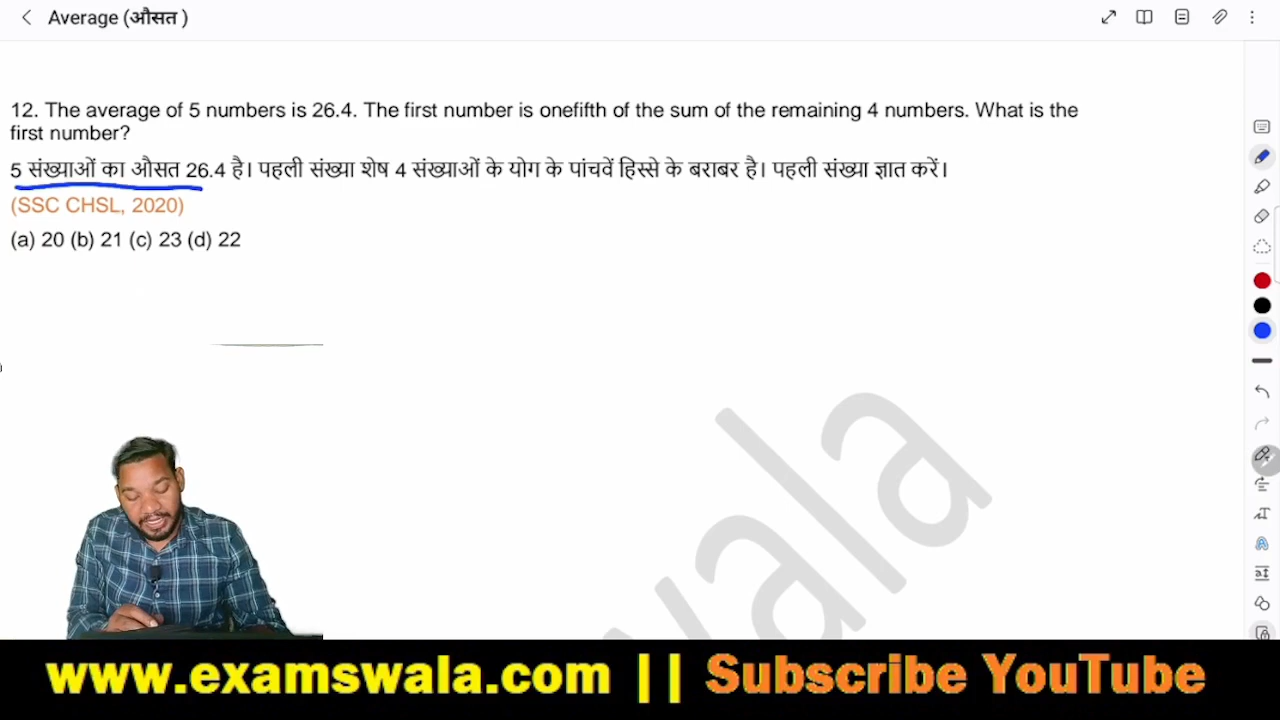 Average (औसत )
12. The average of 5 numbers is 26.4. The first number is onefifth of the sum of the remaining 4 numbers. What is the
first number?
5 संख्याओं का औसत 26.4 है। पहली संख्या शेष 4 संख्याओं के योग के पांचवें हिस्से के बराबर है। पहली संख्या ज्ञात करें।
(SSC CHSL, 2020)
(a) 20 (b) 21 (c) 23 (d) 22
wala
www.examswala.com || Subscribe YouTube